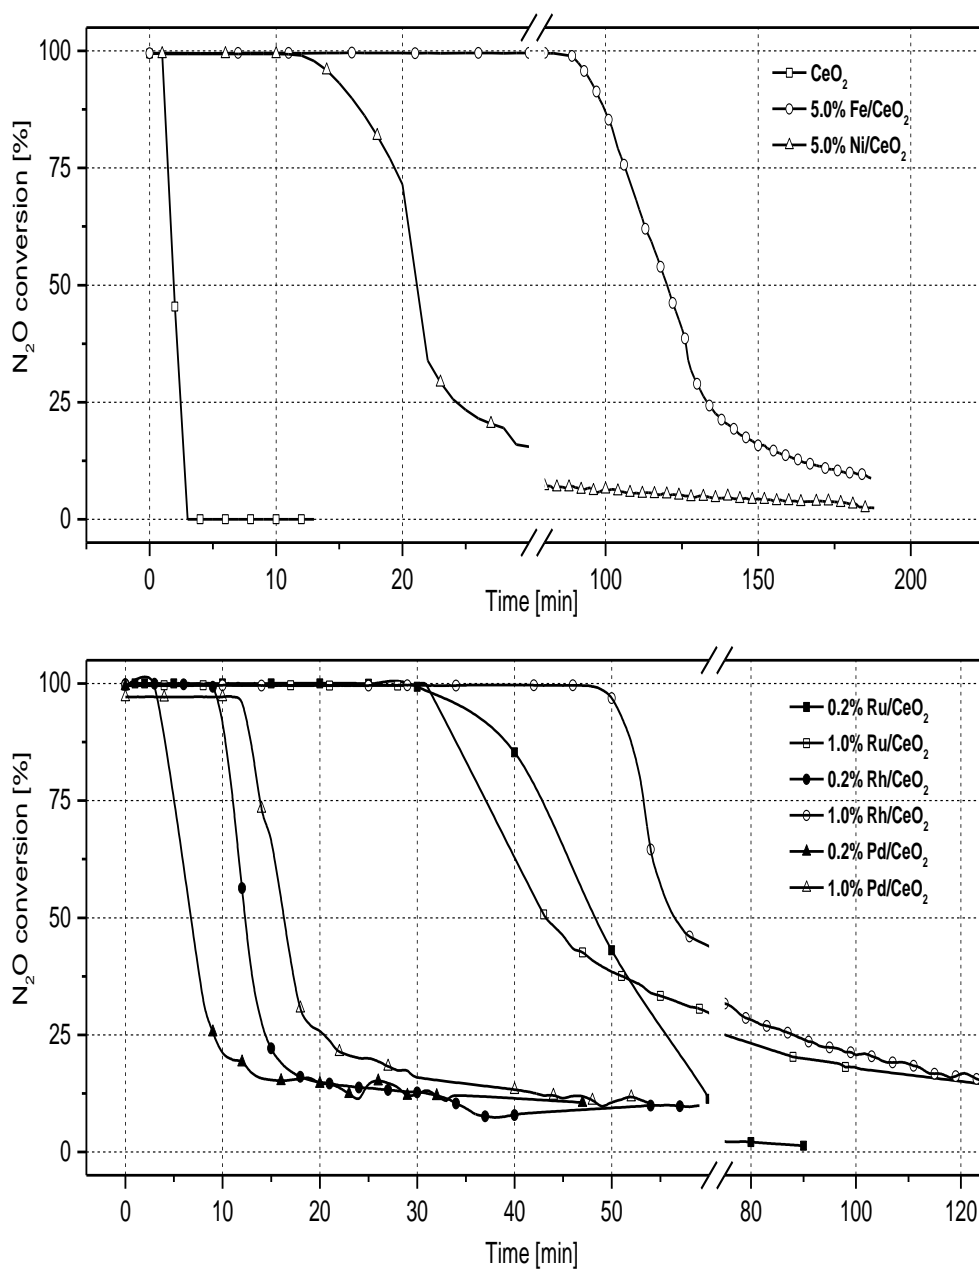 100
75
50
25
0
N₂O conversion [%]
CeO₂
5.0% Fe/CeO₂
5.0% Ni/CeO₂
0 10 20 100 150 200
Time [min]
100
75
50
25
0
N₂O conversion [%]
0.2% Ru/CeO₂
1.0% Ru/CeO₂
0.2% Rh/CeO₂
1.0% Rh/CeO₂
0.2% Pd/CeO₂
1.0% Pd/CeO₂
0 10 20 30 40 50 80 100 120
Time [min]